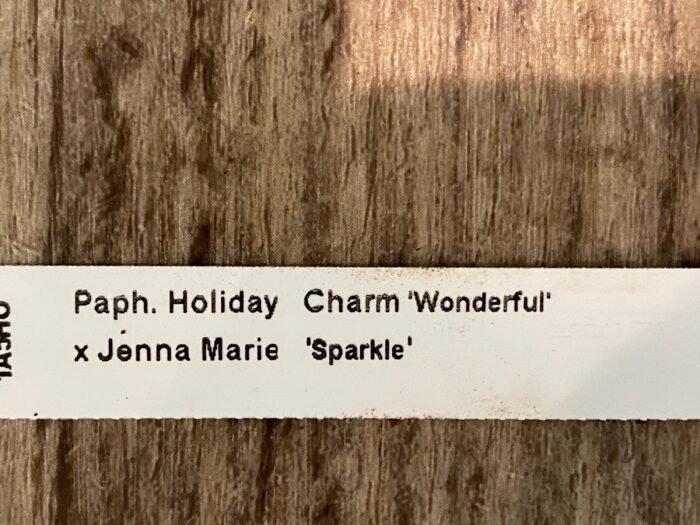 Paph. Holiday Charm 'Wonderful'
x Jenna Marie 'Sparkle'